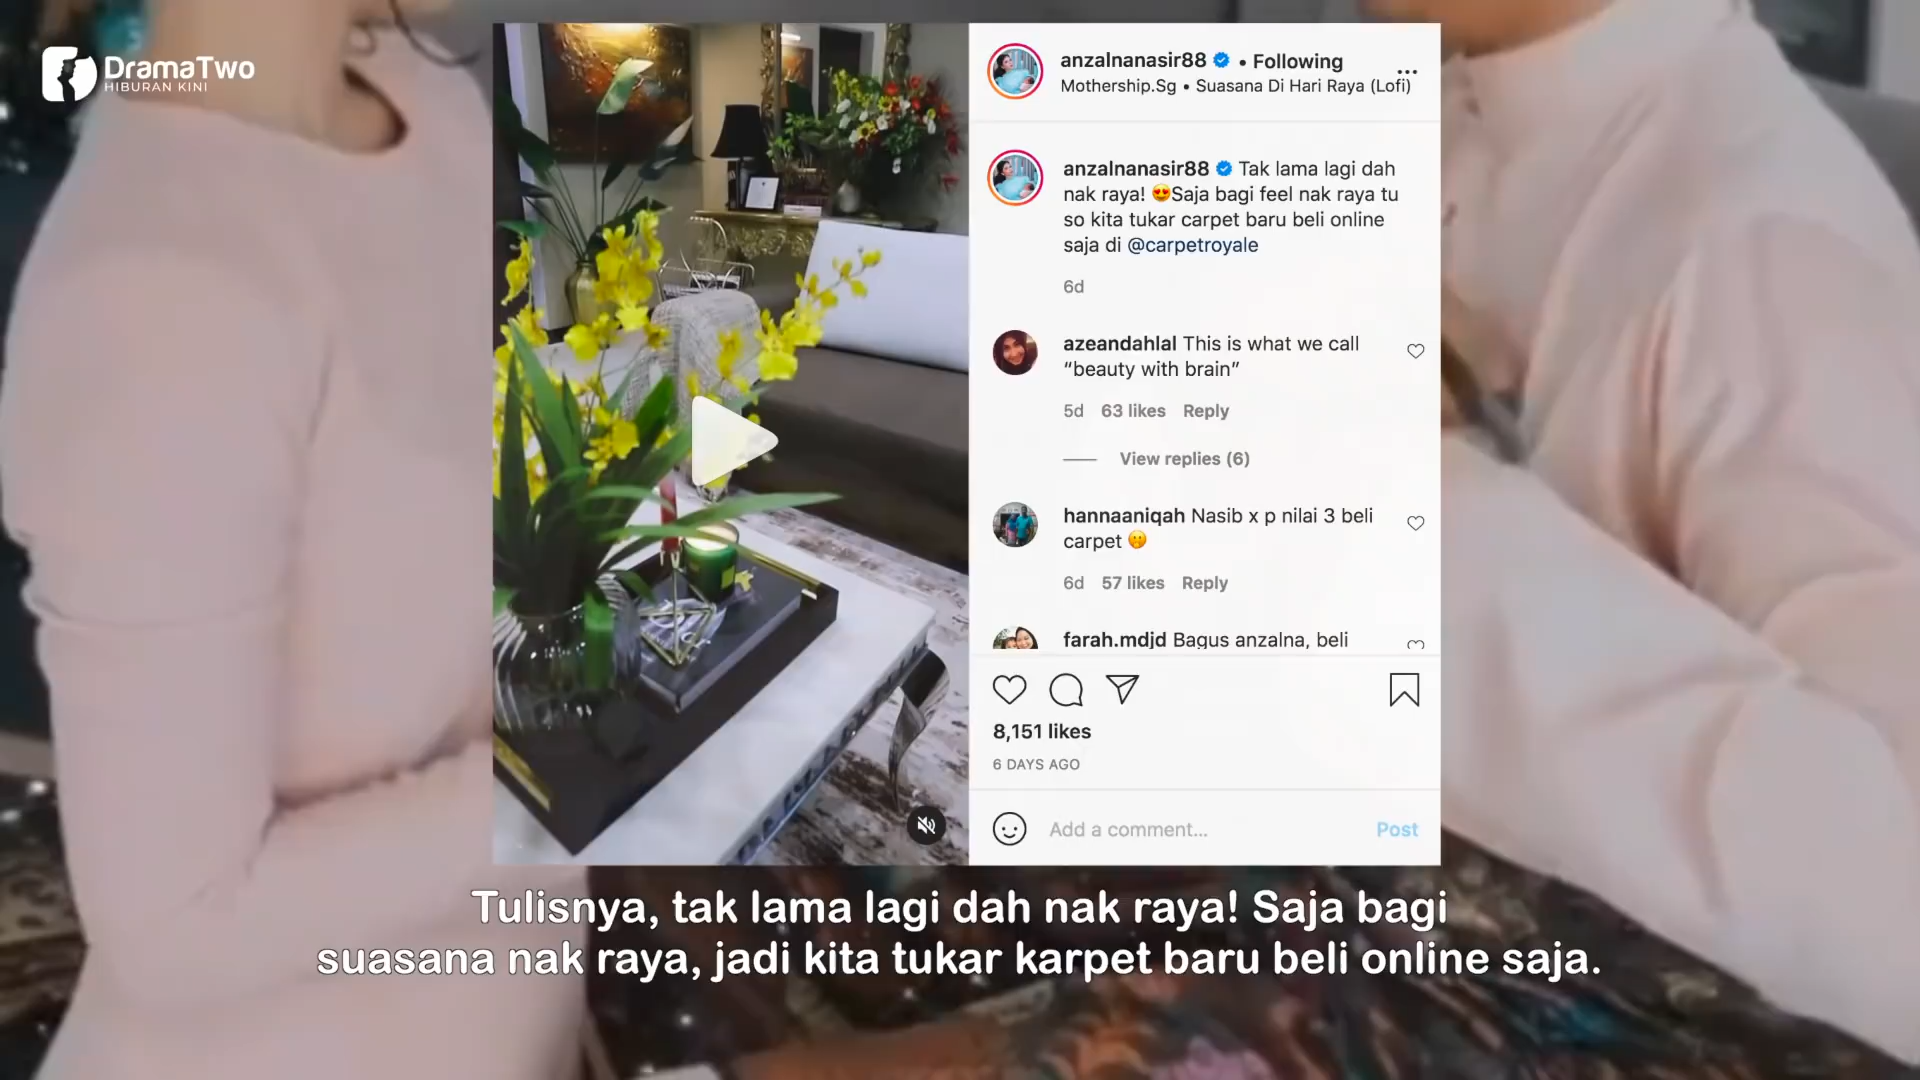 DramaTwo
HIBURAN KINI
anzalnanasir88 • Following
Mothership.Sg • Suasana Di Hari Raya (Lofi)
anzalnanasir88 Tak lama lagi dah
nak raya! 😍Saja bagi feel nak raya tu
so kita tukar carpet baru beli online
saja di @carpetroyale
6d
azeandahlal This is what we call
“beauty with brain”
5d 63 likes Reply
View replies (6)
hannaaniqah Nasib x p nilai 3 beli
carpet 🤭
6d 57 likes Reply
farah.mdjd Bagus anzalna, beli
8,151 likes
6 DAYS AGO
Add a comment... Post
Tulisnya, tak lama lagi dah nak raya! Saja bagi
suasana nak raya, jadi kita tukar karpet baru beli online saja.